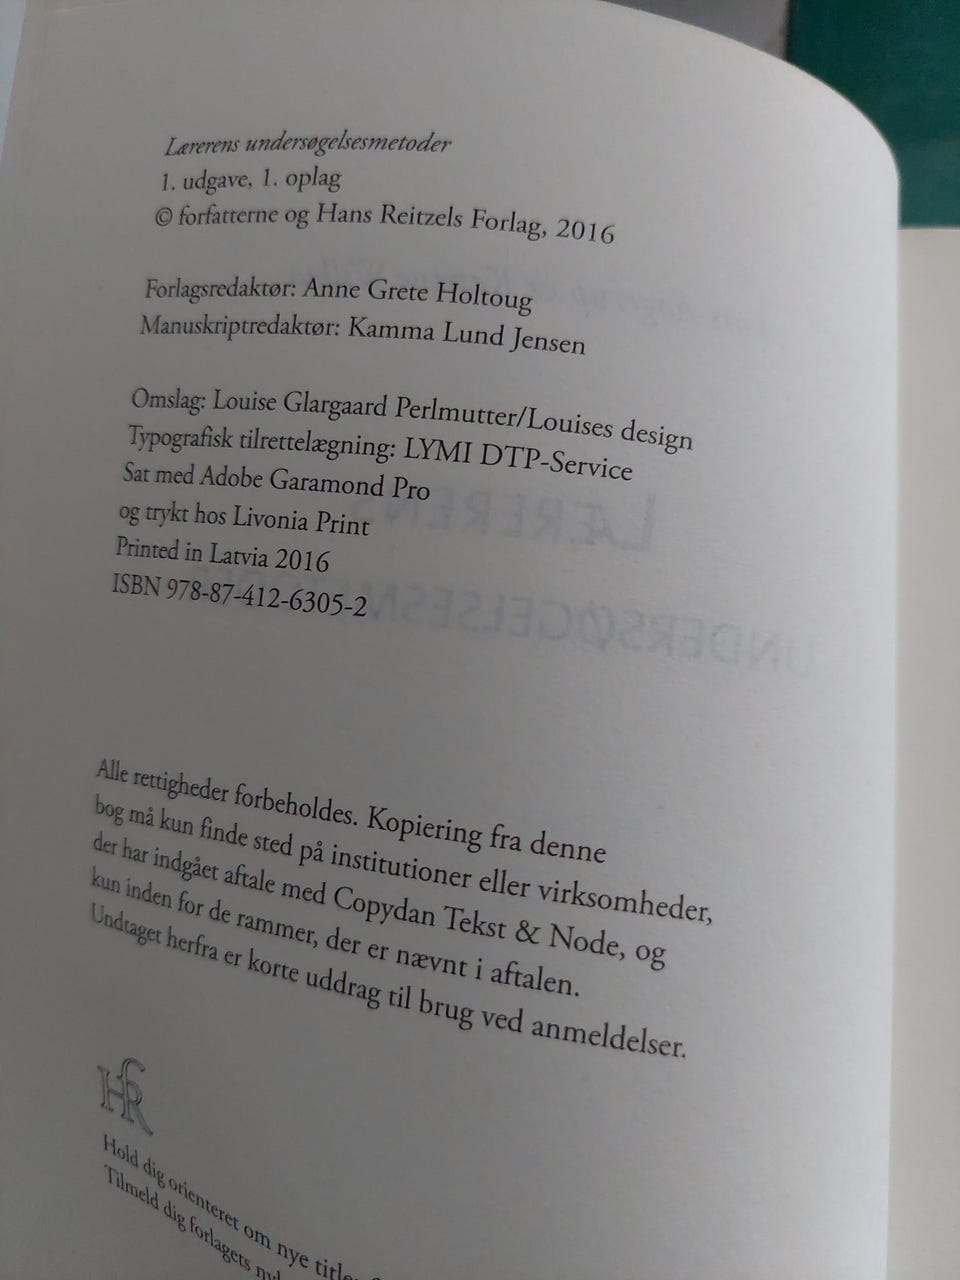 Lærerens undersøgelsesmetoder
1. udgave, 1. oplag
© forfatterne og Hans Reitzels Forlag, 2016
Forlagsredaktør: Anne Grete Holtoug
Manuskriptredaktør: Kamma Lund Jensen
Omslag: Louise Glargaard Perlmutter/Louises design
Typografisk tilrettelægning: LYMI DTP-Service
Sat med Adobe Garamond Pro
og trykt hos Livonia Print
Printed in Latvia 2016
ISBN 978-87-412-6305-2
LÆRERENS
UNDERSØGELSESM
Alle rettigheder forbeholdes. Kopiering fra denne
bog må kun finde sted på institutioner eller virksomheder,
der har indgået aftale med Copydan Tekst & Node, og
kun inden for de rammer, der er nævnt i aftalen.
Undtaget herfra er korte uddrag til brug ved anmeldelser.
HR
Hold dig orienteret om nye
Tilmeld dig forlagets